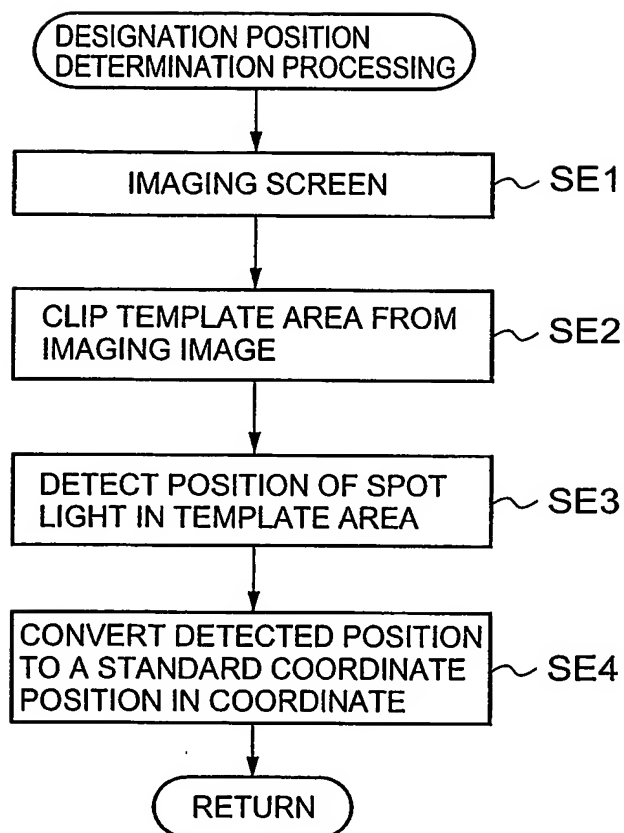 DESIGNATION POSITION
DETERMINATION PROCESSING
IMAGING SCREEN
SE1
CLIP TEMPLATE AREA FROM
IMAGING IMAGE
SE2
DETECT POSITION OF SPOT
LIGHT IN TEMPLATE AREA
SE3
CONVERT DETECTED POSITION
TO A STANDARD COORDINATE
POSITION IN COORDINATE
SE4
RETURN